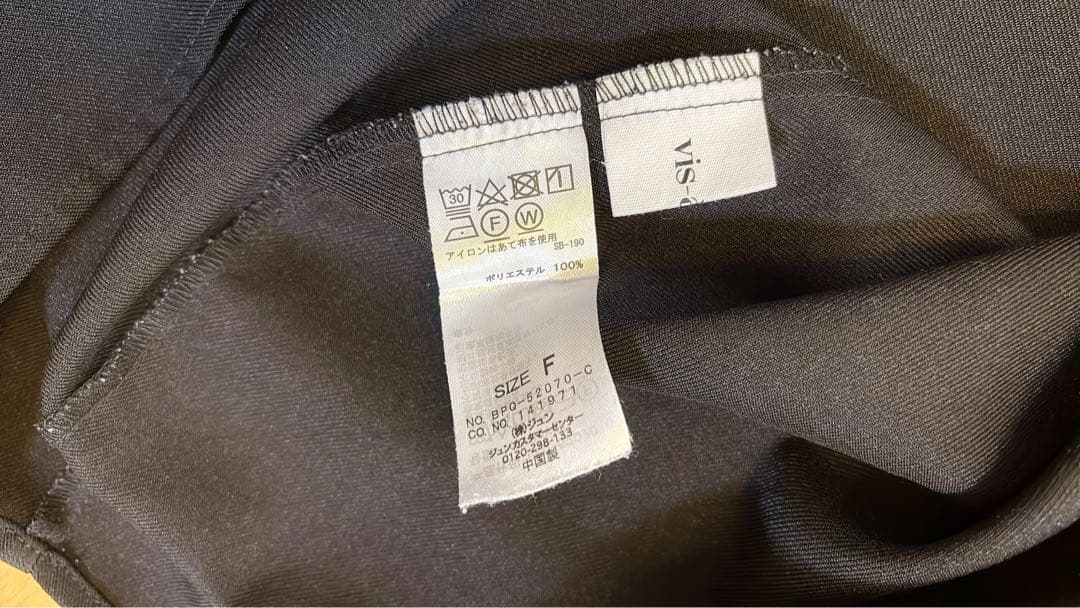 30
1
F W
アイロンはあて布を使用
SB-190
ポリエステル 100%
SIZE F
NO. BPQ-52070-C
CO. NO. 141971
(株)ジュン
ジュンカスタマーセンター
0120-298-133
中国製
vis-